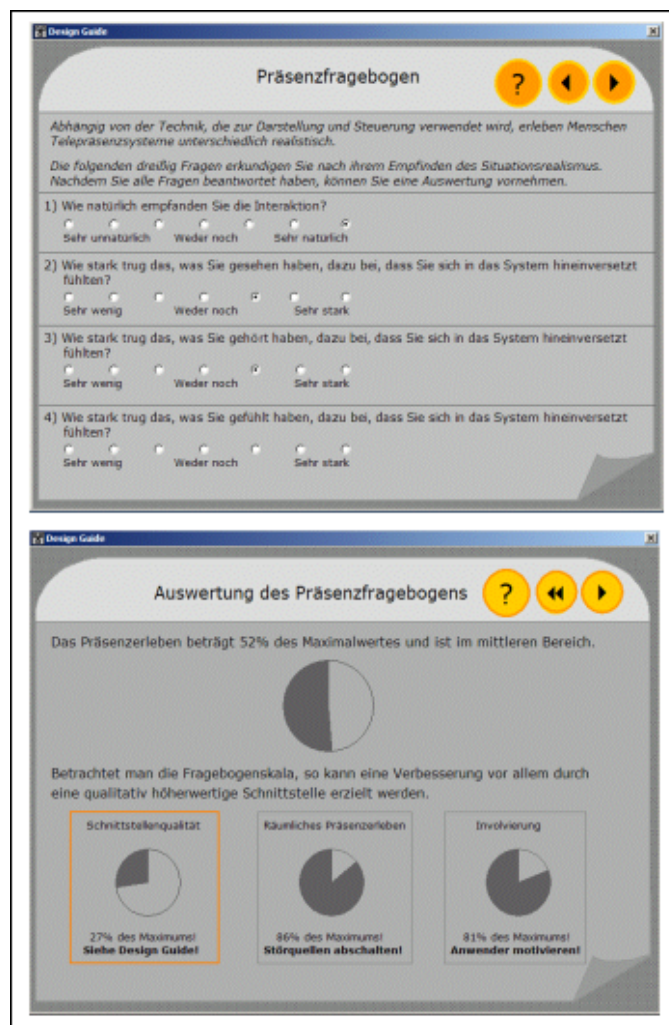 Design Guide
Präsenzfragebogen
?
Abhängig von der Technik, die zur Darstellung und Steuerung verwendet wird, erleben Menschen
Telepräsenzsysteme unterschiedlich realistisch.
Die folgenden dreißig Fragen erkundigen Sie nach ihrem Empfinden des Situationsrealismus.
Nachdem Sie alle Fragen beantwortet haben, können Sie eine Auswertung vornehmen.
1) Wie natürlich empfanden Sie die Interaktion?
Sehr unnatürlich Weder noch Sehr natürlich
2) Wie stark trug das, was Sie gesehen haben, dazu bei, dass Sie sich in das System hineinversetzt
fühlten?
Sehr wenig Weder noch Sehr stark
3) Wie stark trug das, was Sie gehört haben, dazu bei, dass Sie sich in das System hineinversetzt
fühlten?
Sehr wenig Weder noch Sehr stark
4) Wie stark trug das, was Sie gefühlt haben, dazu bei, dass Sie sich in das System hineinversetzt
fühlten?
Sehr wenig Weder noch Sehr stark
Design Guide
Auswertung des Präsenzfragebogens
?
Das Präsenzerleben beträgt 52% des Maximalwertes und ist im mittleren Bereich.
Betrachtet man die Fragebogenskala, so kann eine Verbesserung vor allem durch
eine qualitativ höherwertige Schnittstelle erzielt werden.
Schnittstellenqualität
27% des Maximums!
Siehe Design Guide!
Räumliches Präsenzerleben
86% des Maximums!
Störquellen abschalten!
Involvierung
81% des Maximums!
Anwender motivieren!